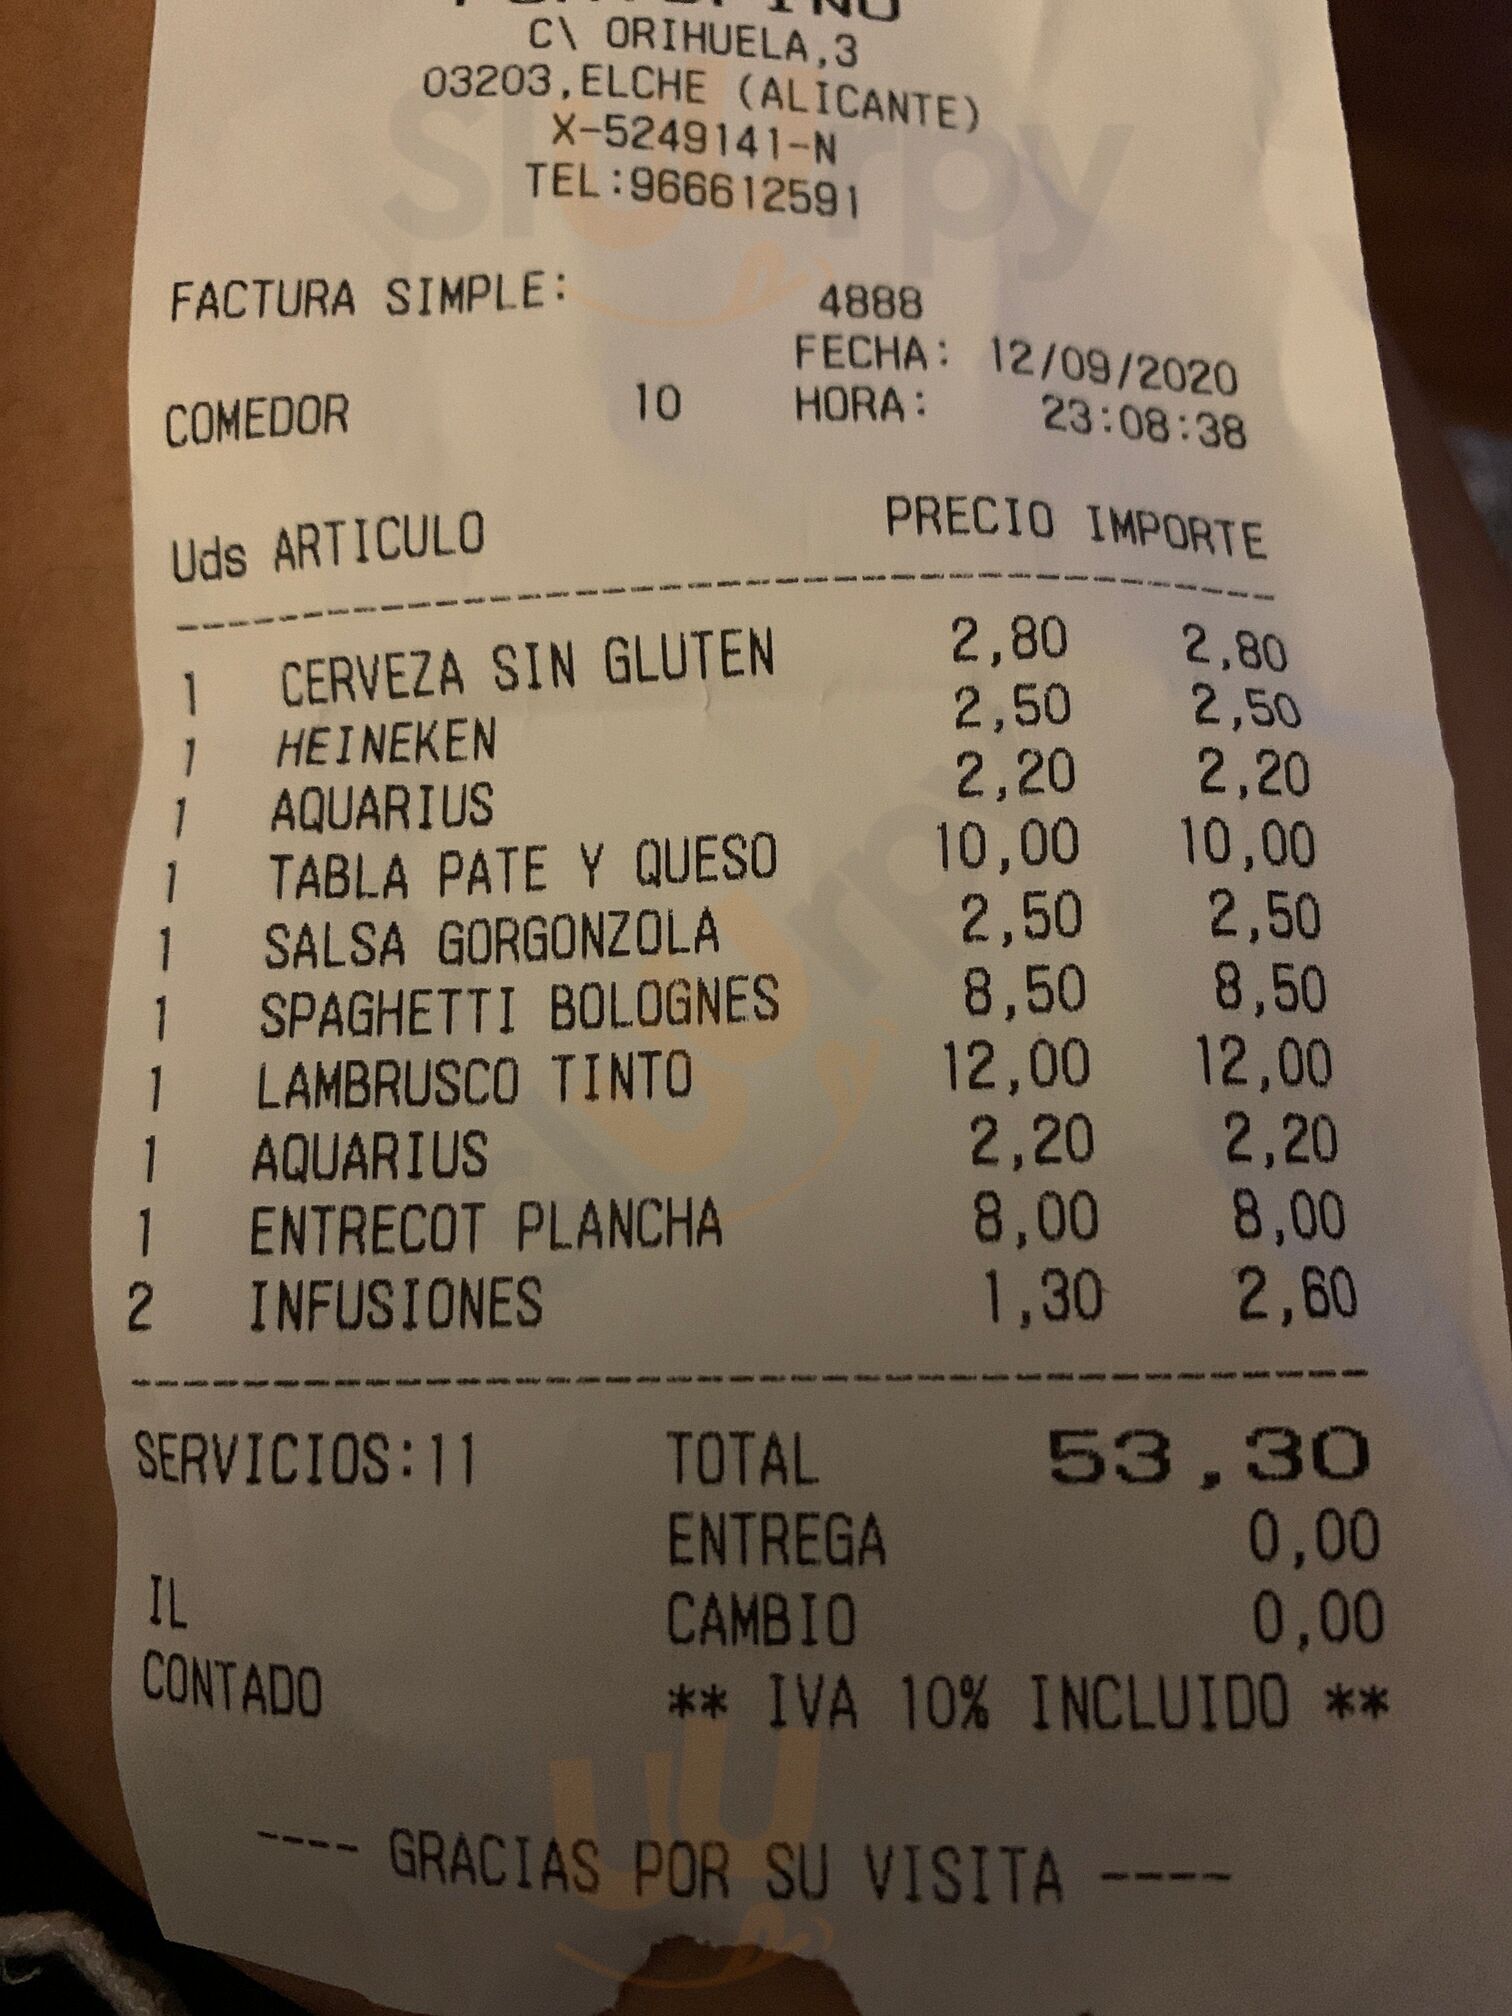 C\ ORIHUELA,3
03203,ELCHE (ALICANTE)
X-5249141-N
TEL:966612591
FACTURA SIMPLE: 4888
FECHA: 12/09/2020
COMEDOR 10 HORA: 23:08:38
Uds ARTICULO PRECIO IMPORTE
1 CERVEZA SIN GLUTEN 2,80 2,80
1 HEINEKEN 2,50 2,50
1 AQUARIUS 2,20 2,20
1 TABLA PATE Y QUESO 10,00 10,00
1 SALSA GORGONZOLA 2,50 2,50
1 SPAGHETTI BOLOGNES 8,50 8,50
1 LAMBRUSCO TINTO 12,00 12,00
1 AQUARIUS 2,20 2,20
1 ENTRECOT PLANCHA 8,00 8,00
2 INFUSIONES 1,30 2,60
SERVICIOS:11 TOTAL 53,30
ENTREGA 0,00
IL CAMBIO 0,00
CONTADO ** IVA 10% INCLUIDO **
---- GRACIAS POR SU VISITA ----